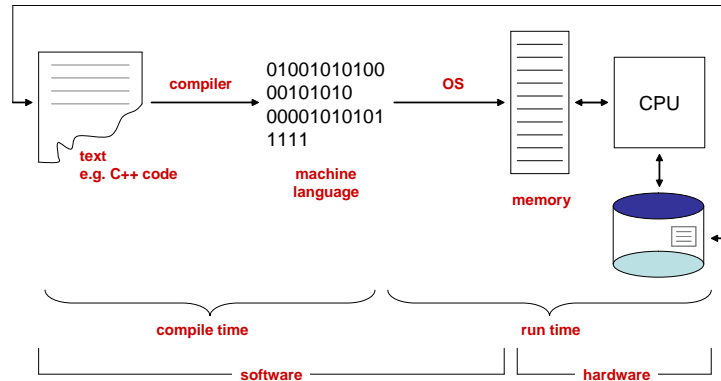 compiler
01001010100
00101010
00001010101
1111
OS
CPU
text
e.g. C++ code
machine
language
memory
compile time
run time
software
hardware